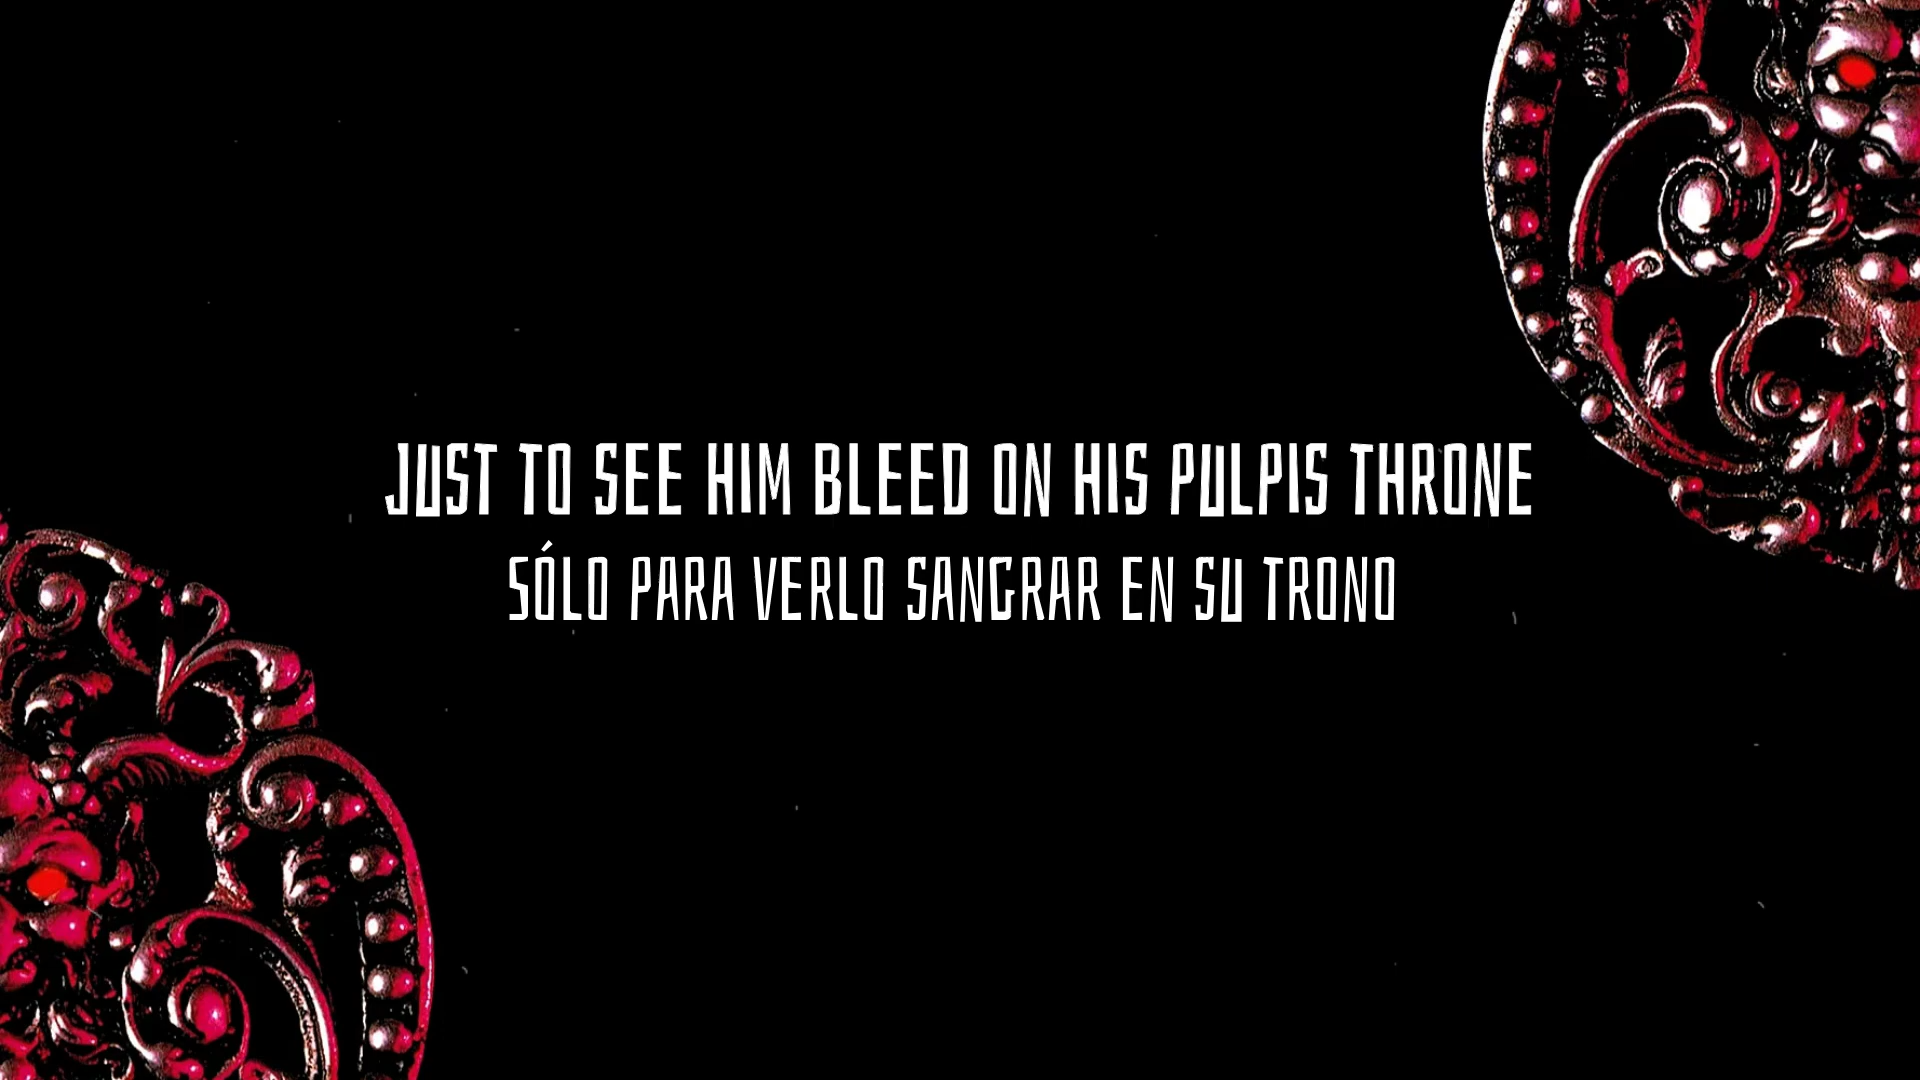 JUST TO SEE HIM BLEED ON HIS PULPIS THRONE
SÓLO PARA VERLO SANGRAR EN SU TRONO